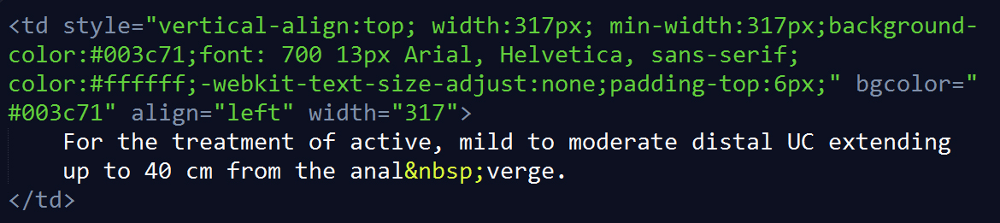 <td style="vertical-align:top; width:317px; min-width:317px;background-
color:#003c71;font: 700 13px Arial, Helvetica, sans-serif;
color:#ffffff;-webkit-text-size-adjust:none;padding-top:6px;" bgcolor="
#003c71" align="left" width="317">
For the treatment of active, mild to moderate distal UC extending
up to 40 cm from the anal&nbsp;verge.
</td>